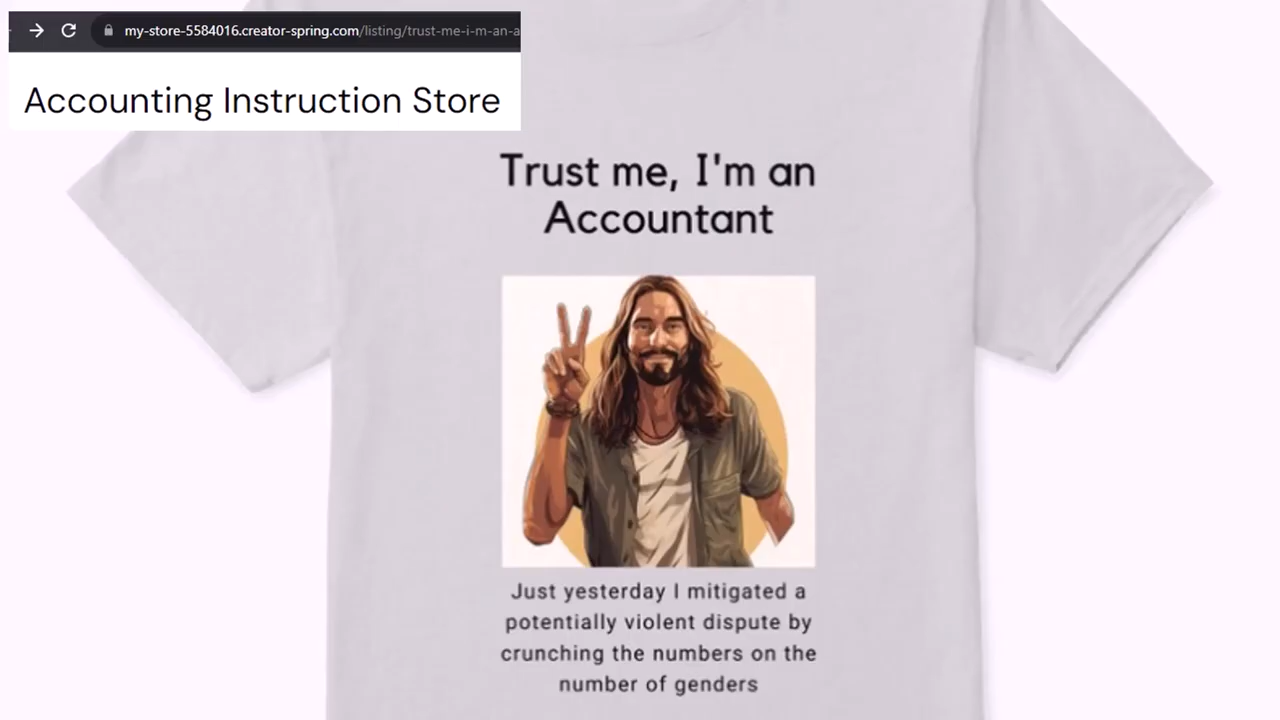 my-store-5584016.creator-spring.com/listing/trust-me-i-m-an-a
Accounting Instruction Store
Trust me, I'm an
Accountant
Just yesterday I mitigated a
potentially violent dispute by
crunching the numbers on the
number of genders